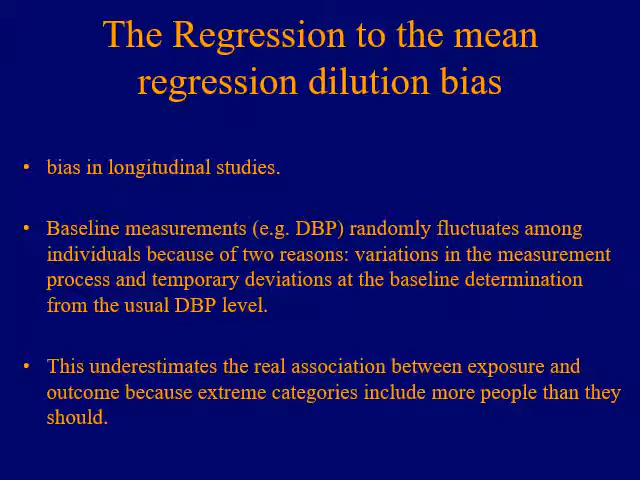 The Regression to the mean
regression dilution bias
• bias in longitudinal studies.
• Baseline measurements (e.g. DBP) randomly fluctuates among
individuals because of two reasons: variations in the measurement
process and temporary deviations at the baseline determination
from the usual DBP level.
• This underestimates the real association between exposure and
outcome because extreme categories include more people than they
should.